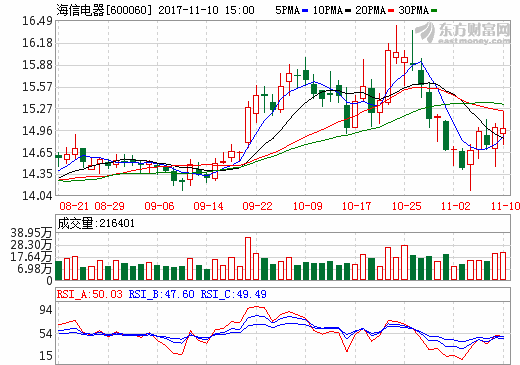 海信电器[600060] 2017-11-10 15:00 5PMA 10PMA 20PMA 30PMA
东方财富网
eastmoney.com
16.49
16.18
15.88
15.57
15.27
14.96
14.65
14.35
14.04
08-21 08-29 09-06 09-14 09-22 10-09 10-17 10-25 11-02 11-10
成交量:216401
38.95万
28.30万
17.64万
6.98万
0
RSI_A:50.03 RSI_B:47.60 RSI_C:49.49
94
54
15